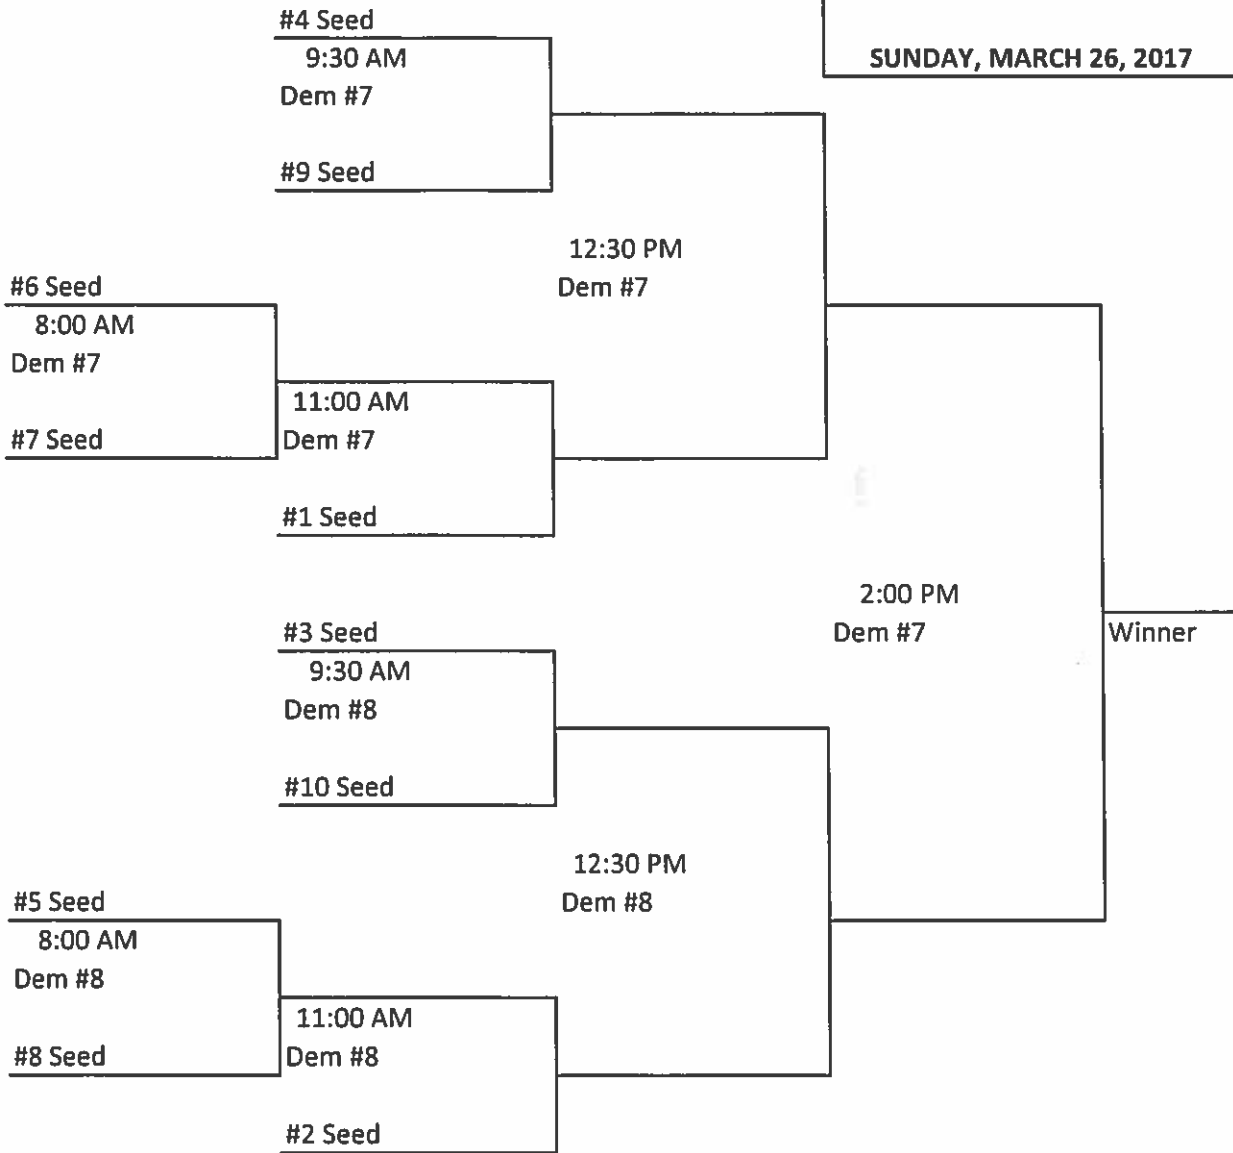 #4 Seed
SUNDAY, MARCH 26, 2017
9:30 AM
Dem #7
#9 Seed
12:30 PM
Dem #7
#6 Seed
8:00 AM
Dem #7
11:00 AM
#7 Seed
Dem #7
#1 Seed
2:00 PM
Dem #7
Winner
#3 Seed
9:30 AM
Dem #8
#10 Seed
12:30 PM
Dem #8
#5 Seed
8:00 AM
Dem #8
11:00 AM
#8 Seed
Dem #8
#2 Seed